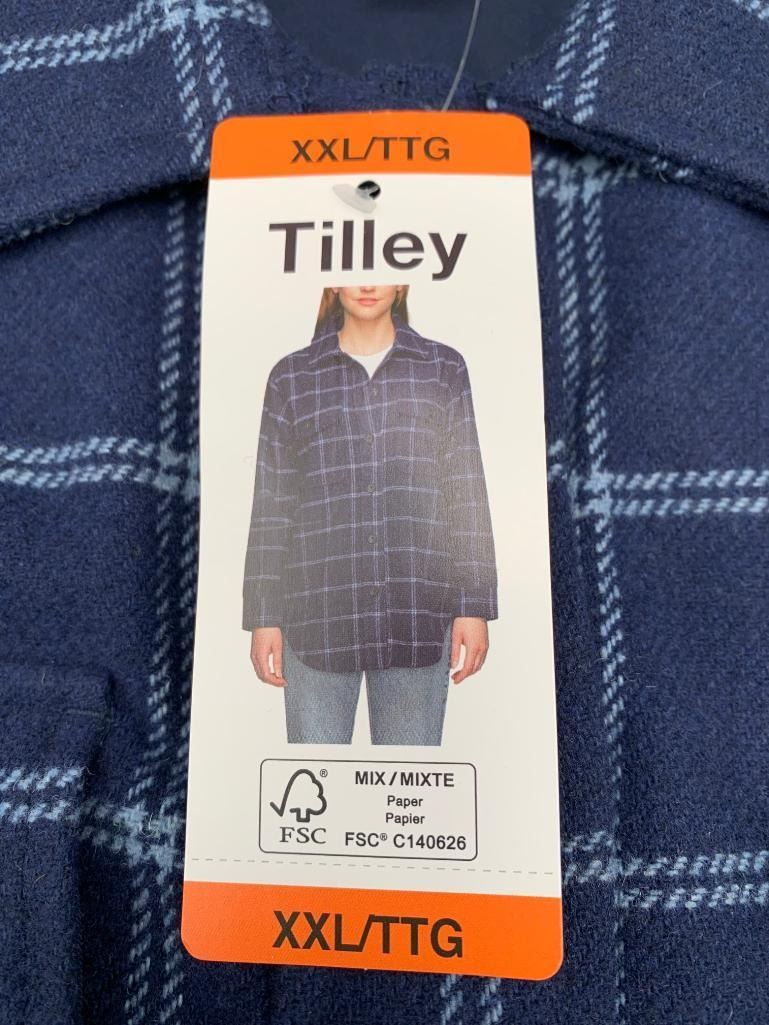 XXL/TTG
Tilley
MIX / MIXTE
Paper
Papier
FSC® C140626
®
FSC
XXL/TTG